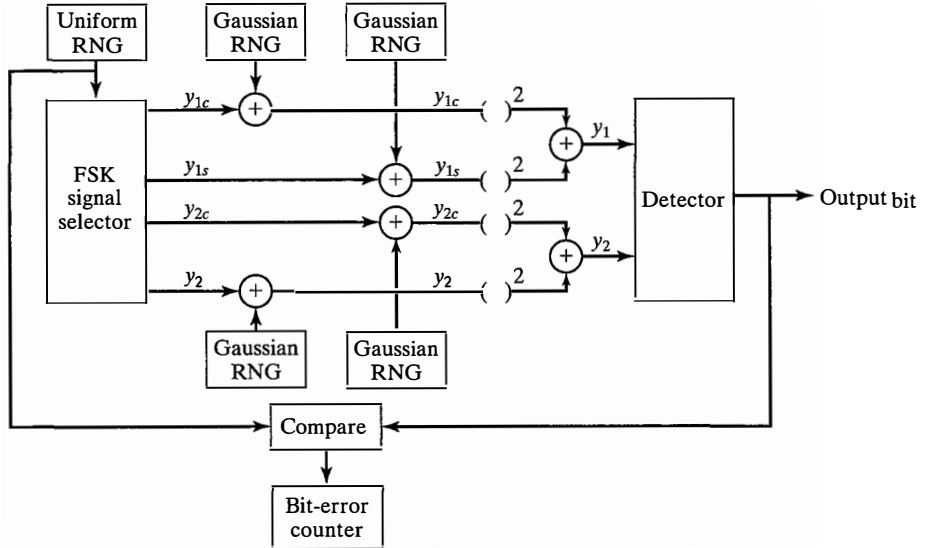 Uniform
RNG
Gaussian
RNG
Gaussian
RNG
y1c
y1c
( )2
y1
FSK
signal
selector
y1s
y1s
( )2
Detector
Output bit
y2c
y2c
( )2
y2
y2
y2
( )2
Gaussian
RNG
Gaussian
RNG
Compare
Bit-error
counter
+
+
+
+
+
+